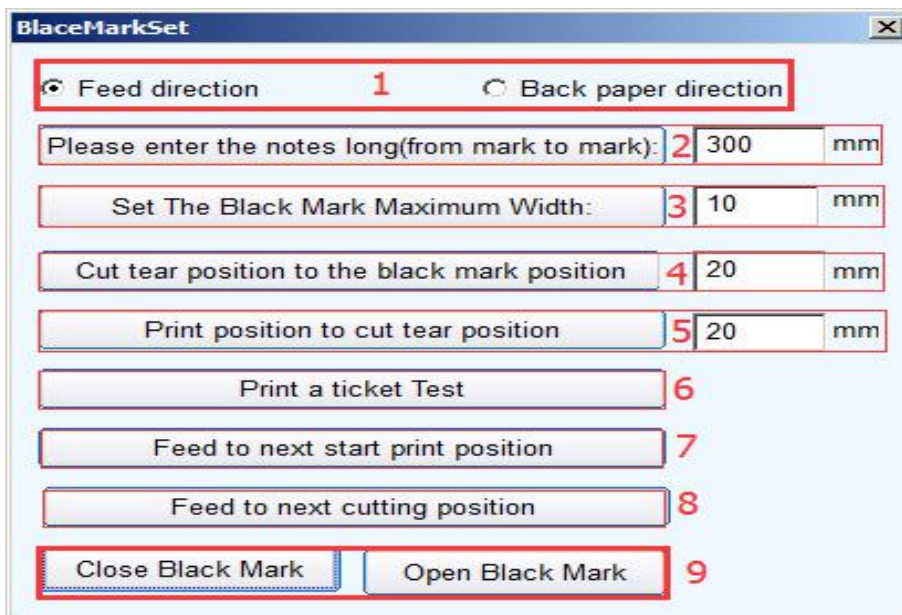 BlaceMarkSet
Feed direction 1 Back paper direction
Please enter the notes long(from mark to mark): 2 300 mm
Set The Black Mark Maximum Width: 3 10 mm
Cut tear position to the black mark position 4 20 mm
Print position to cut tear position 5 20 mm
Print a ticket Test 6
Feed to next start print position 7
Feed to next cutting position 8
Close Black Mark Open Black Mark 9